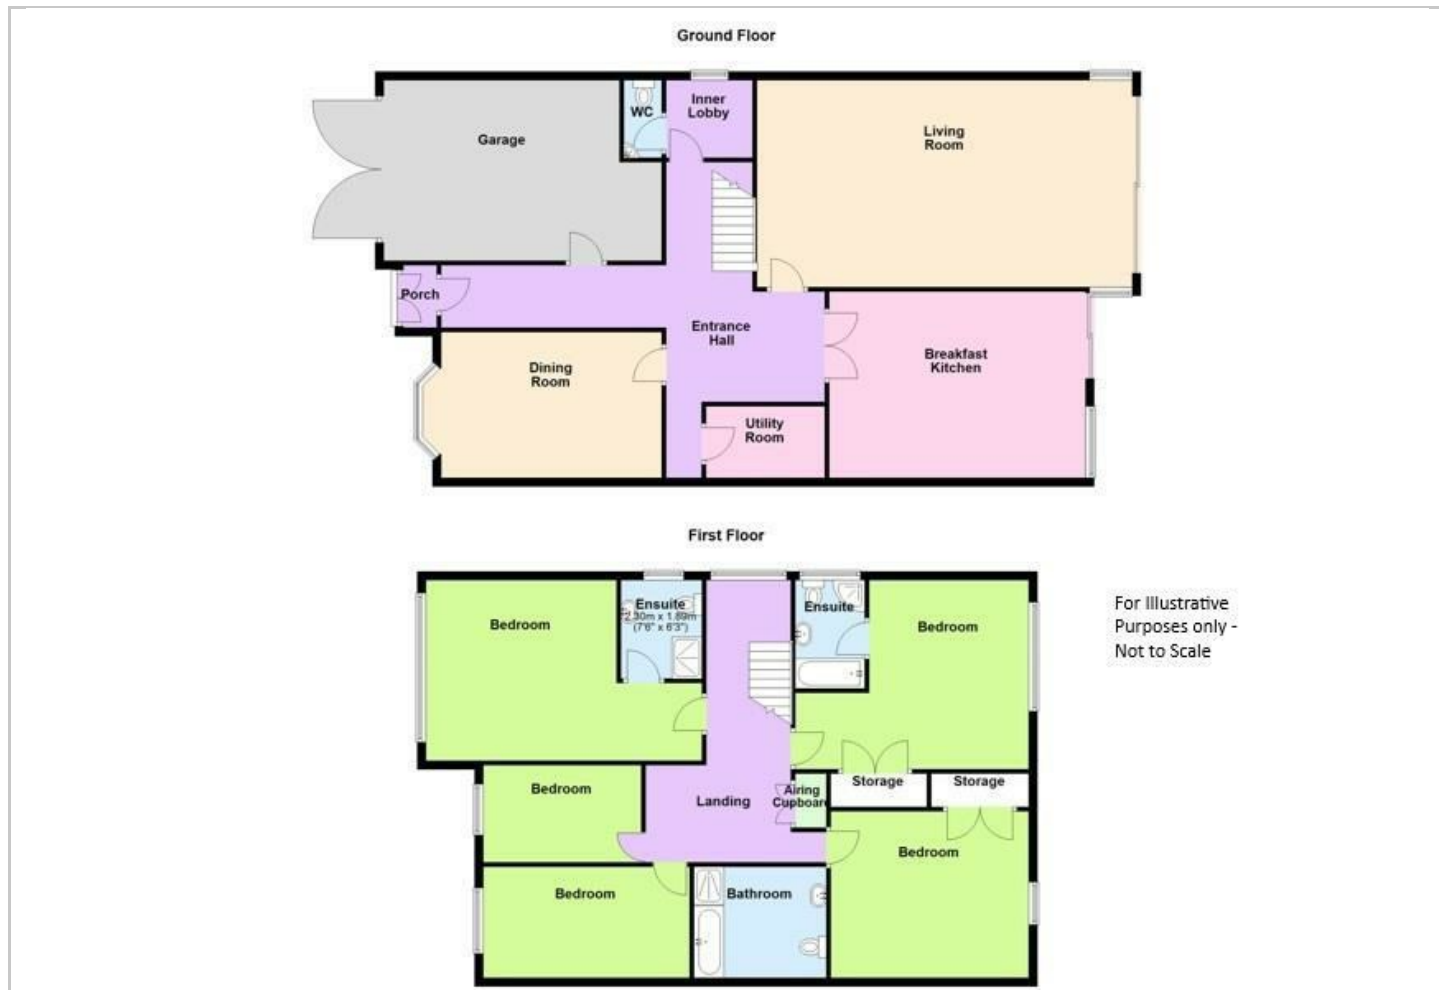 Ground Floor
WC
Inner
Lobby
Garage
Living
Room
Porch
Entrance
Hall
Dining
Room
Breakfast
Kitchen
Utility
Room
First Floor
Bedroom
Ensuite
2.30m x 1.89m
(7'6" x 6'3")
Ensuite
Bedroom
For Illustrative
Purposes only -
Not to Scale
Bedroom
Landing
Airing
Cupboard
Storage
Storage
Bedroom
Bedroom
Bathroom